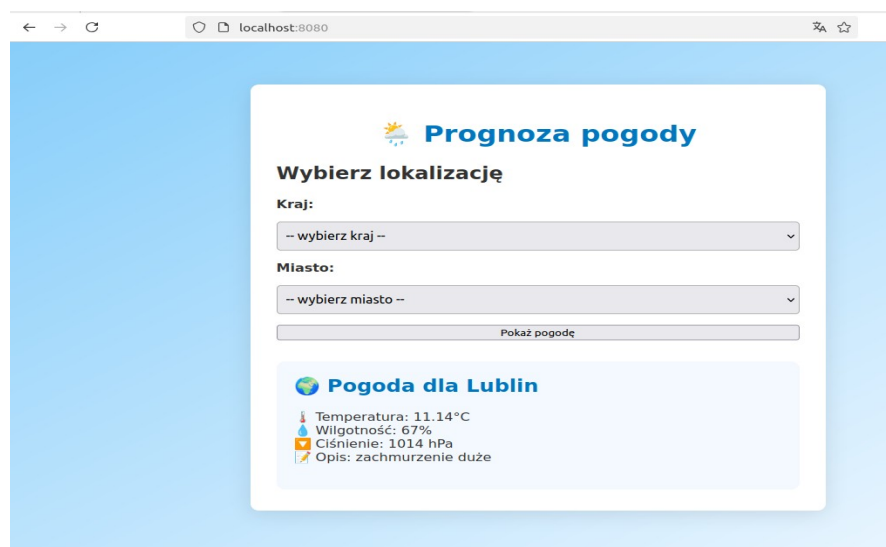 localhost:8080
Prognoza pogody
Wybierz lokalizację
Kraj:
-- wybierz kraj --
Miasto:
-- wybierz miasto --
Pokaż pogodę
Pogoda dla Lublin
Temperatura: 11.14°C
Wilgotność: 67%
Ciśnienie: 1014 hPa
Opis: zachmurzenie duże